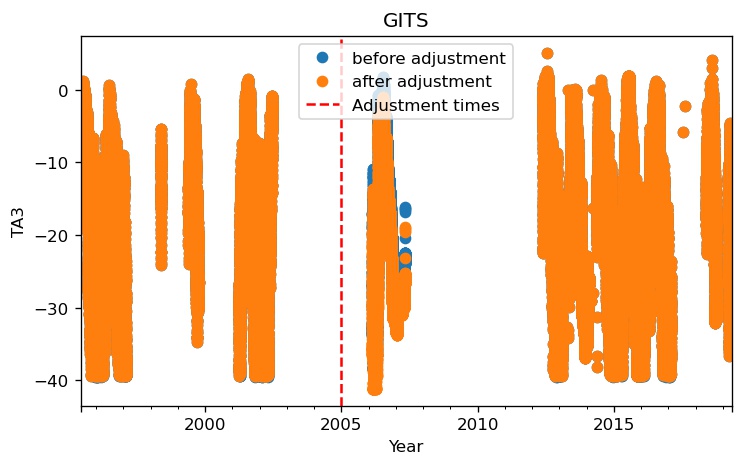 GITS
before adjustment
after adjustment
Adjustment times
TA3
0
−10
−20
−30
−40
2000
2005
2010
2015
Year